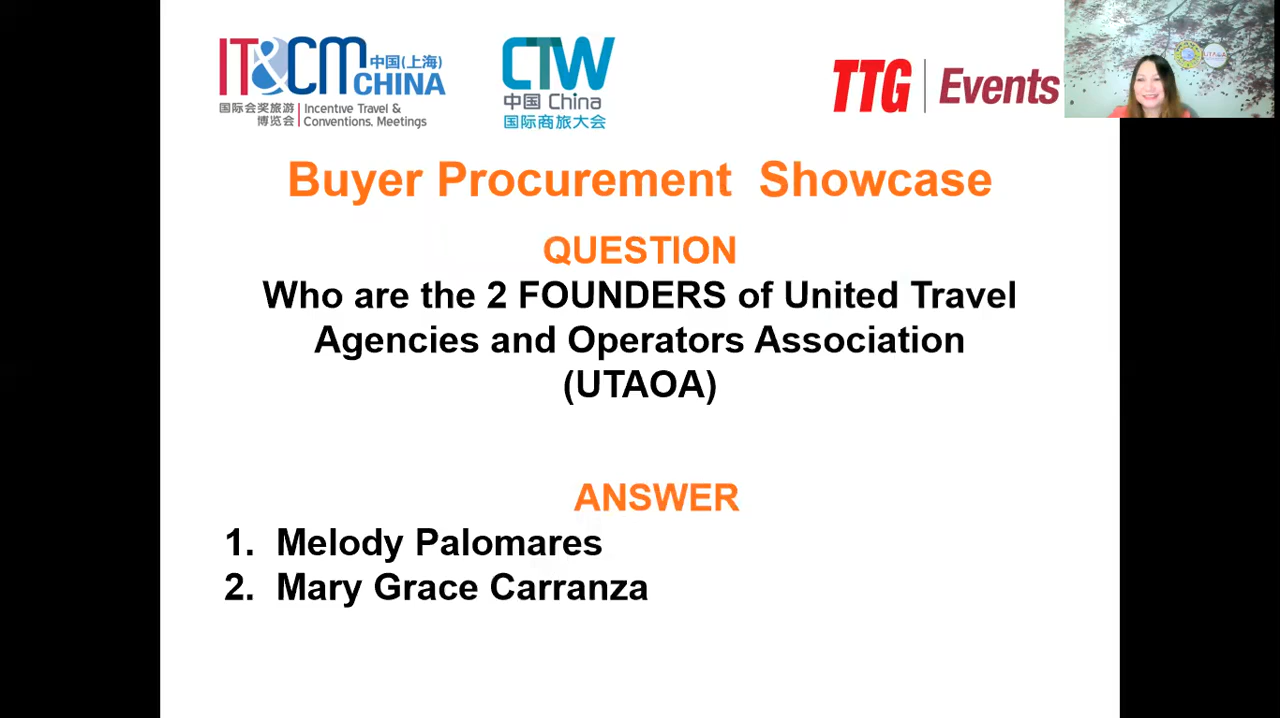 IT&CM 中国(上海)
CHINA
国际会奖旅游 Incentive Travel &
博览会 Conventions, Meetings
CTW
中国 China
国际商旅大会
TTG Events
UTAOA
Buyer Procurement Showcase
QUESTION
Who are the 2 FOUNDERS of United Travel
Agencies and Operators Association
(UTAOA)
ANSWER
1. Melody Palomares
2. Mary Grace Carranza